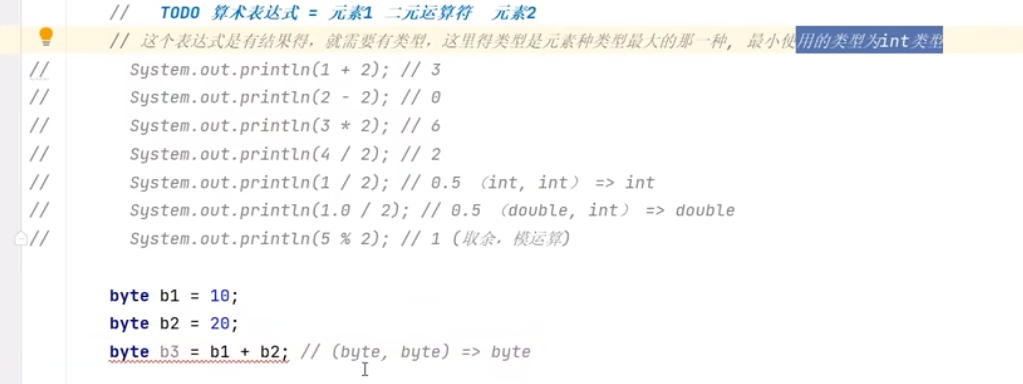 //   TODO 算术表达式 = 元素1 二元运算符  元素2
// 这个表达式是有结果得，就需要有类型，这里得类型是元素种类型最大的那一种, 最小使用的类型为int类型
//        System.out.println(1 + 2); // 3
//        System.out.println(2 - 2); // 0
//        System.out.println(3 * 2); // 6
//        System.out.println(4 / 2); // 2
//        System.out.println(1 / 2); // 0.5 （int, int） => int
//        System.out.println(1.0 / 2); // 0.5 （double, int） => double
//        System.out.println(5 % 2); // 1 (取余，模运算)
byte b1 = 10;
byte b2 = 20;
byte b3 = b1 + b2; // (byte, byte) => byte